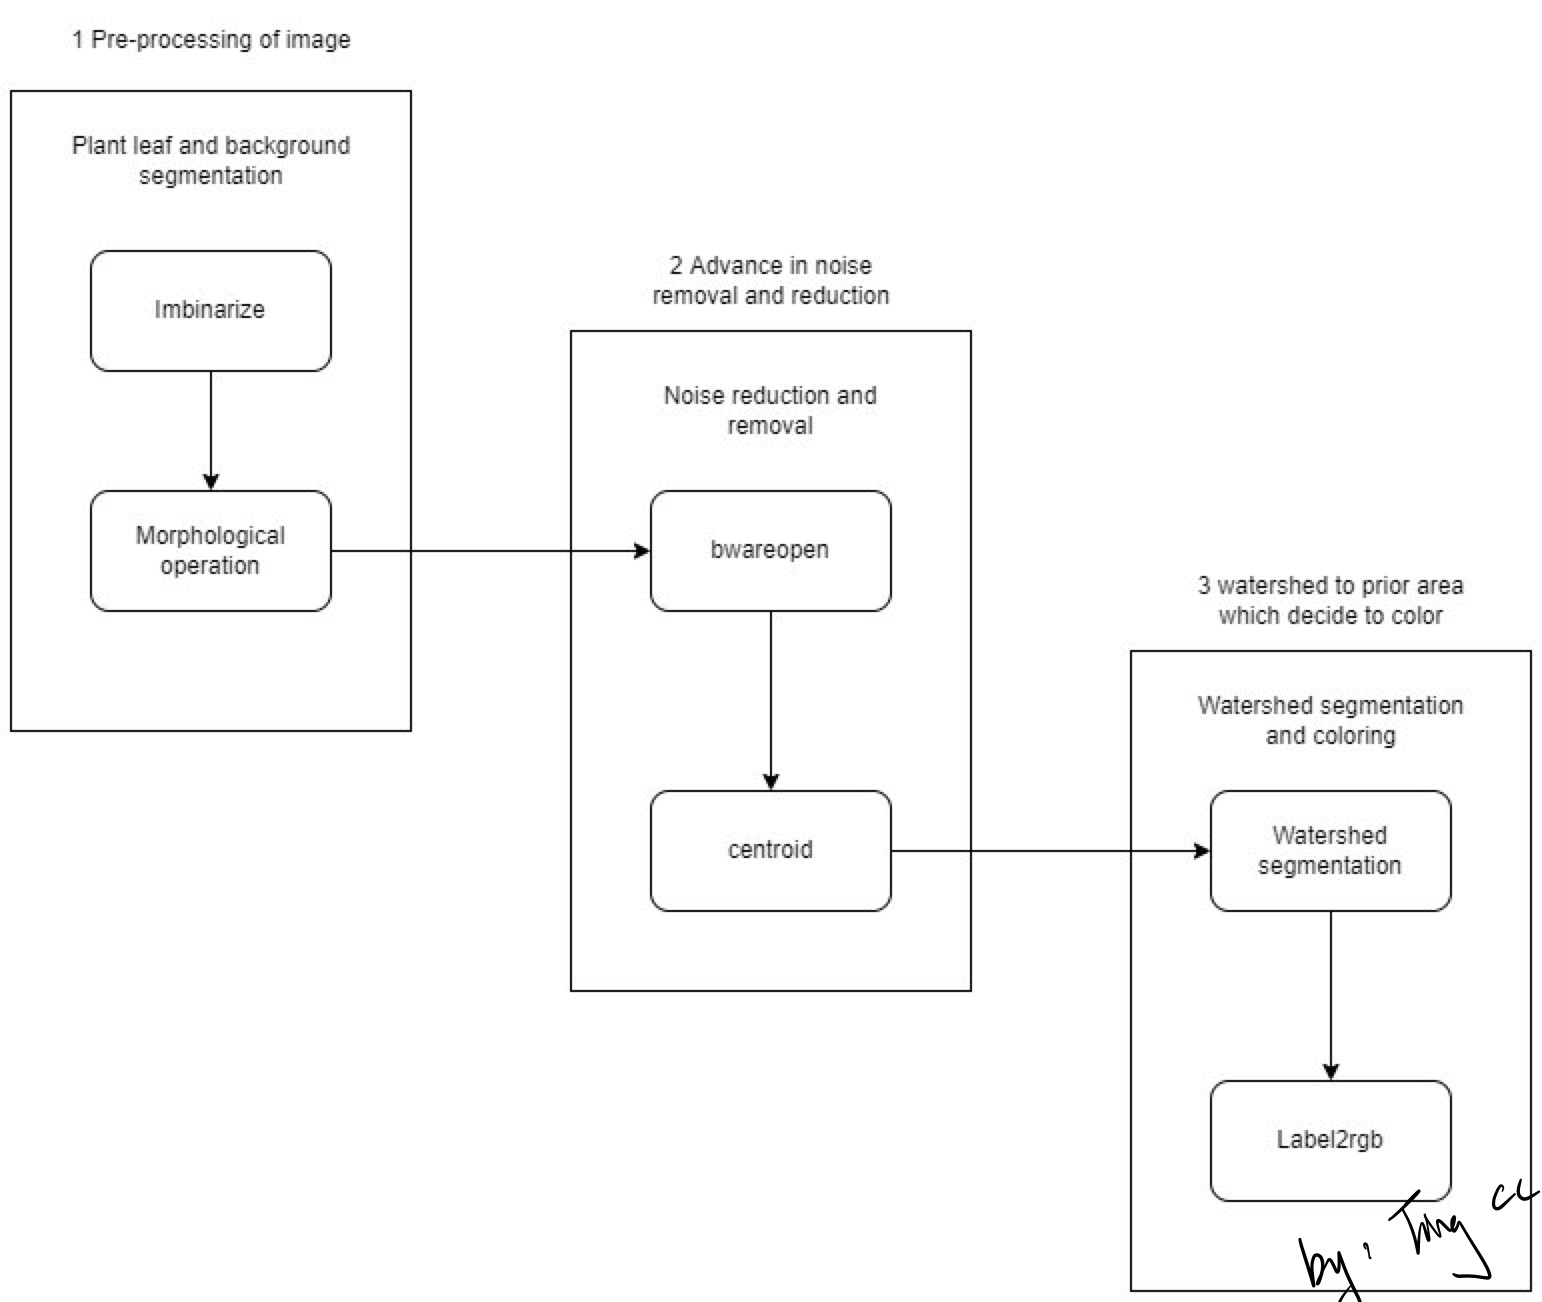 1 Pre-processing of image
Plant leaf and background
segmentation
Imbinarize
Morphological
operation
2 Advance in noise
removal and reduction
Noise reduction and
removal
bwareopen
centroid
3 watershed to prior area
which decide to color
Watershed segmentation
and coloring
Watershed
segmentation
Label2rgb
by: